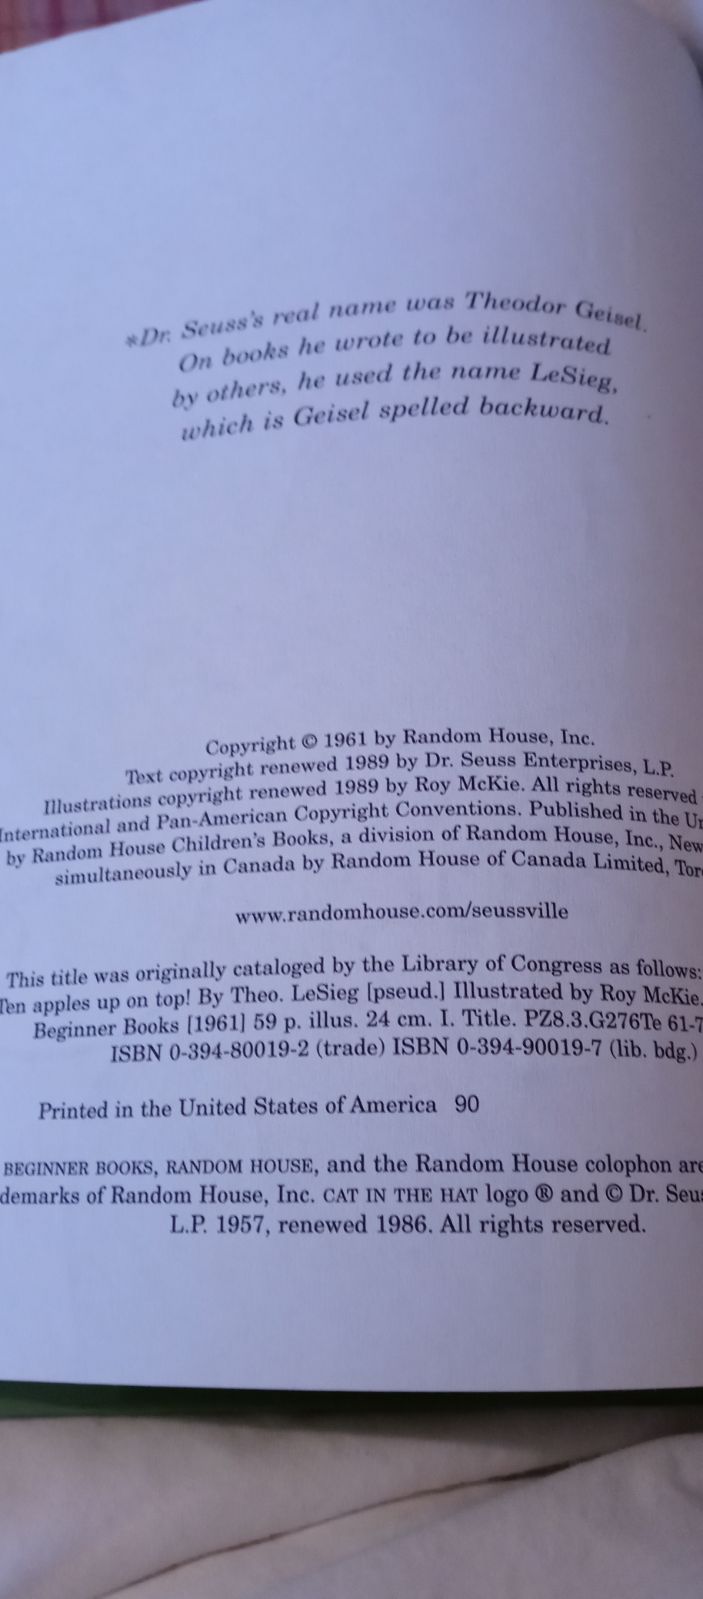 *Dr. Seuss's real name was Theodor Geisel.
On books he wrote to be illustrated
by others, he used the name LeSieg,
which is Geisel spelled backward.
Copyright © 1961 by Random House, Inc.
Text copyright renewed 1989 by Dr. Seuss Enterprises, L.P.
Illustrations copyright renewed 1989 by Roy McKie. All rights reserved
International and Pan-American Copyright Conventions. Published in the
by Random House Children's Books, a division of Random House, Inc., New
simultaneously in Canada by Random House of Canada Limited,
www.randomhouse.com/seussville
This title was originally cataloged by the Library of Congress as follows:
Ten apples up on top! By Theo. LeSieg [pseud.] Illustrated by Roy McKie.
Beginner Books [1961] 59 p. illus. 24 cm. I. Title. PZ8.3.G276Te 61-7
ISBN 0-394-80019-2 (trade) ISBN 0-394-90019-7 (lib. bdg.)
Printed in the United States of America 90
BEGINNER BOOKS, RANDOM HOUSE, and the Random House colophon are
demarks of Random House, Inc. CAT IN THE HAT logo ® and © Dr. Seu
L.P. 1957, renewed 1986. All rights reserved.